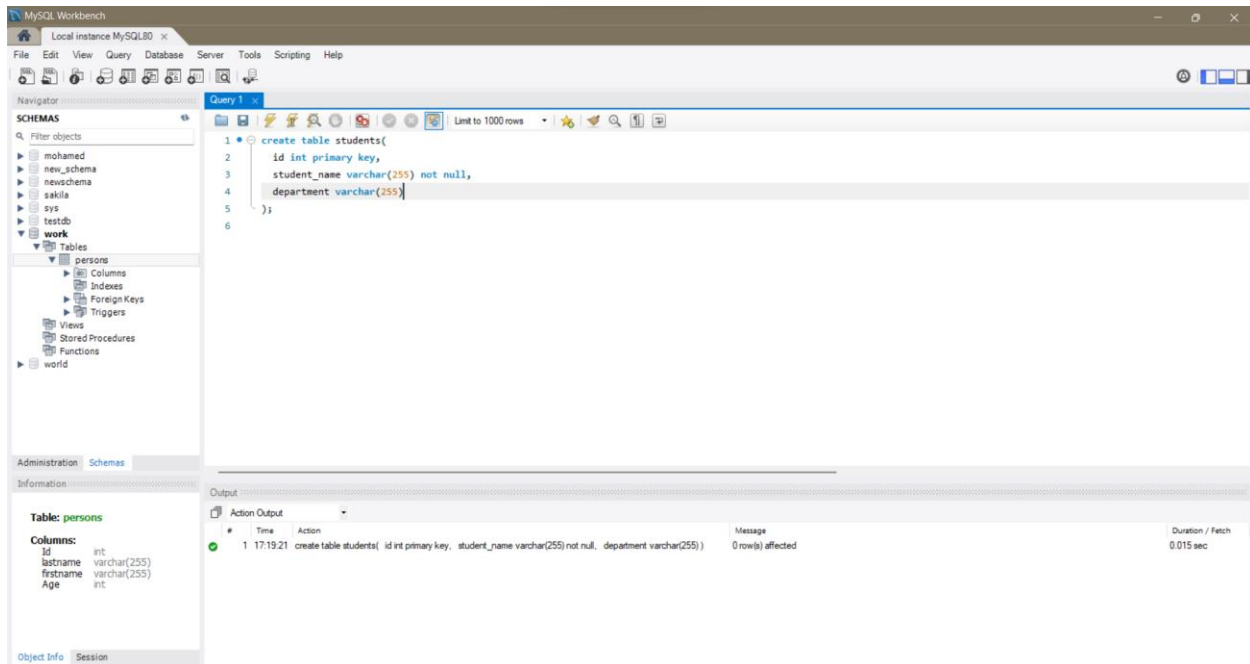 MySQL Workbench
Local instance MySQL80 ×
File Edit View Query Database Server Tools Scripting Help
Navigator
SCHEMAS
Filter objects
mohamed
new_schema
newschema
sakila
sys
testdb
work
Tables
persons
Columns
Indexes
Foreign Keys
Triggers
Views
Stored Procedures
Functions
world
Administration Schemas
Information
Table: persons
Columns:
Id int
lastname varchar(255)
firstname varchar(255)
Age int
Object Info Session
Query 1 ×
Limit to 1000 rows
1 create table students(
2 id int primary key,
3 student_name varchar(255) not null,
4 department varchar(255)
5 );
6
Output
Action Output
# Time Action Message Duration / Fetch
1 17:19:21 create table students( id int primary key, student_name varchar(255) not null, department varchar(255) ) 0 row(s) affected 0.015 sec